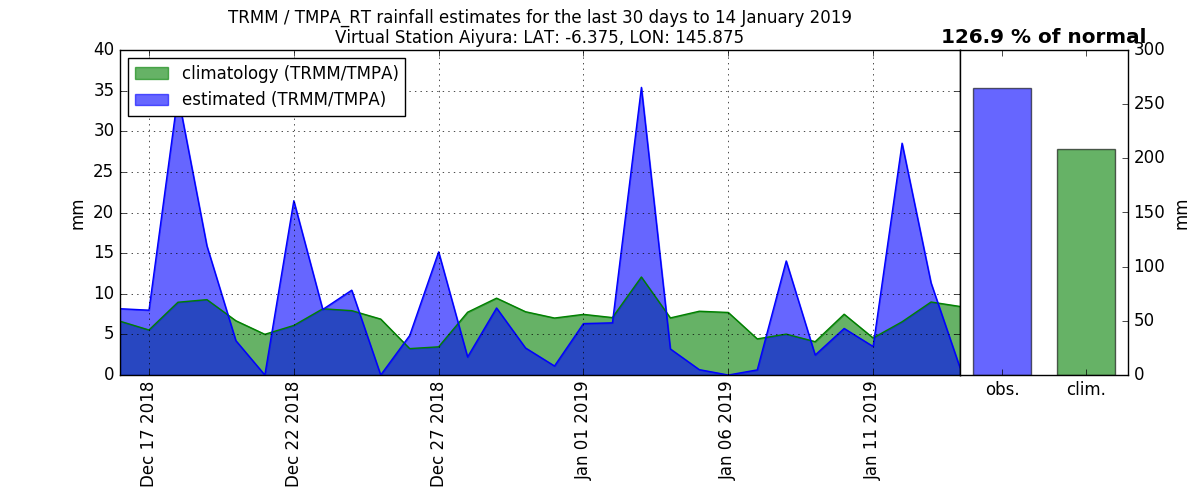 TRMM / TMPA_RT rainfall estimates for the last 30 days to 14 January 2019
Virtual Station Aiyura: LAT: -6.375, LON: 145.875
126.9 % of normal
climatology (TRMM/TMPA)
estimated (TRMM/TMPA)
mm
40
35
30
25
20
15
10
5
0
Dec 17 2018
Dec 22 2018
Dec 27 2018
Jan 01 2019
Jan 06 2019
Jan 11 2019
300
250
200
150
100
50
0
mm
obs.
clim.